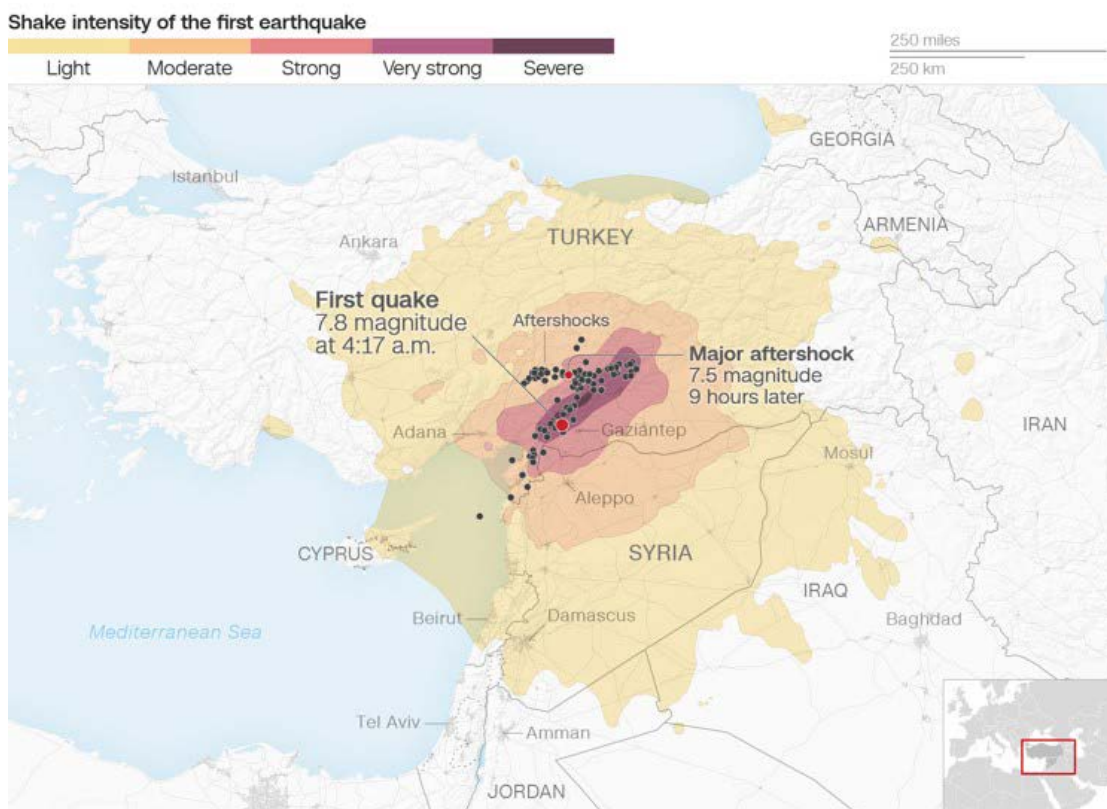 Shake intensity of the first earthquake
Light
Moderate
Strong
Very strong
Severe
250 miles
250 km
GEORGIA
Istanbul
ARMENIA
Ankara
TURKEY
First quake
7.8 magnitude
at 4:17 a.m.
Aftershocks
Major aftershock
7.5 magnitude
9 hours later
IRAN
Adana
Gaziántep
Mosul
Aleppo
CYPRUS
SYRIA
IRAQ
Beirut
Damascus
Baghdad
Mediterranean Sea
Tel Aviv
Amman
JORDAN